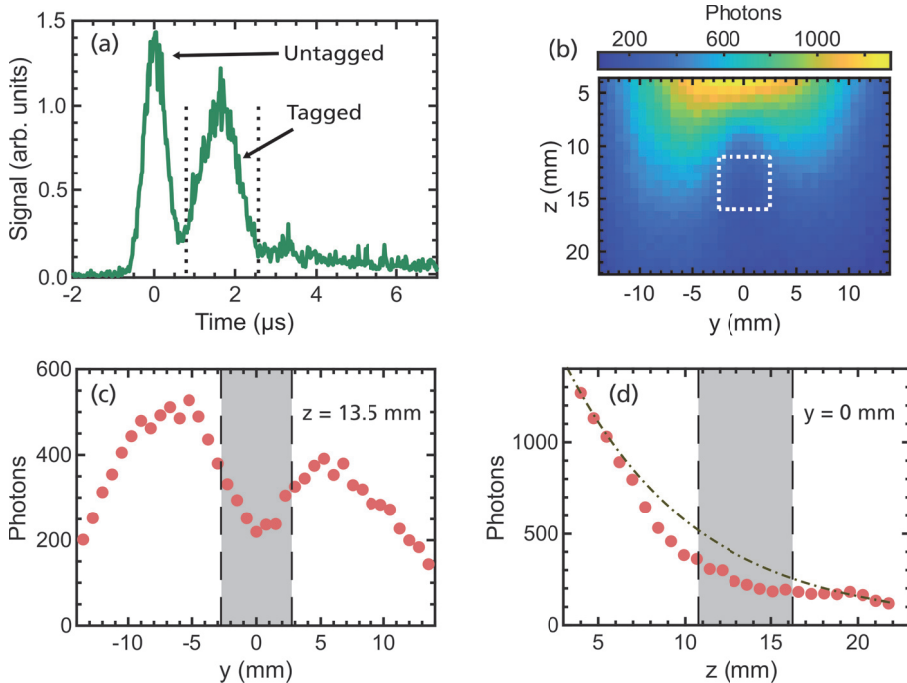 (a)
Untagged
Tagged
Signal (arb. units)
1.5
1.0
0.5
0.0
-2 0 2 4 6
Time (µs)
(b)
Photons
200 600 1000
z (mm)
5
10
15
20
-10 -5 0 5 10
y (mm)
(c)
z = 13.5 mm
Photons
600
400
200
0
-10 -5 0 5 10
y (mm)
(d)
y = 0 mm
Photons
1000
500
0
5 10 15 20
z (mm)